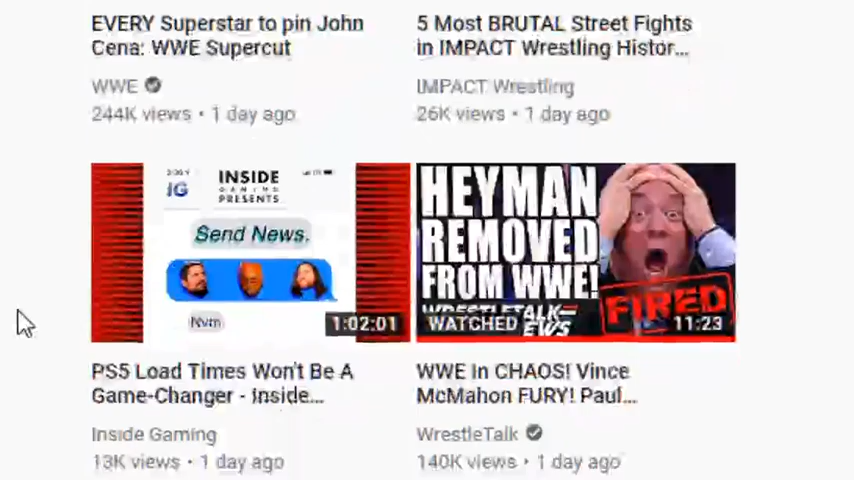 EVERY Superstar to pin John
Cena: WWE Supercut
WWE
244K views • 1 day ago
5 Most BRUTAL Street Fights
in IMPACT Wrestling Histor...
IMPACT Wrestling
26K views • 1 day ago
IG
INSIDE
GAMING
PRESENTS
Send News.
Nvm
1:02:01
HEYMAN
REMOVED
FROM WWE!
FIRED
WRESTLETALK
NEWS
WATCHED
11:23
PS5 Load Times Won't Be A
Game-Changer - Inside...
Inside Gaming
13K views • 1 day ago
WWE In CHAOS! Vince
McMahon FURY! Paul...
WrestleTalk
140K views • 1 day ago